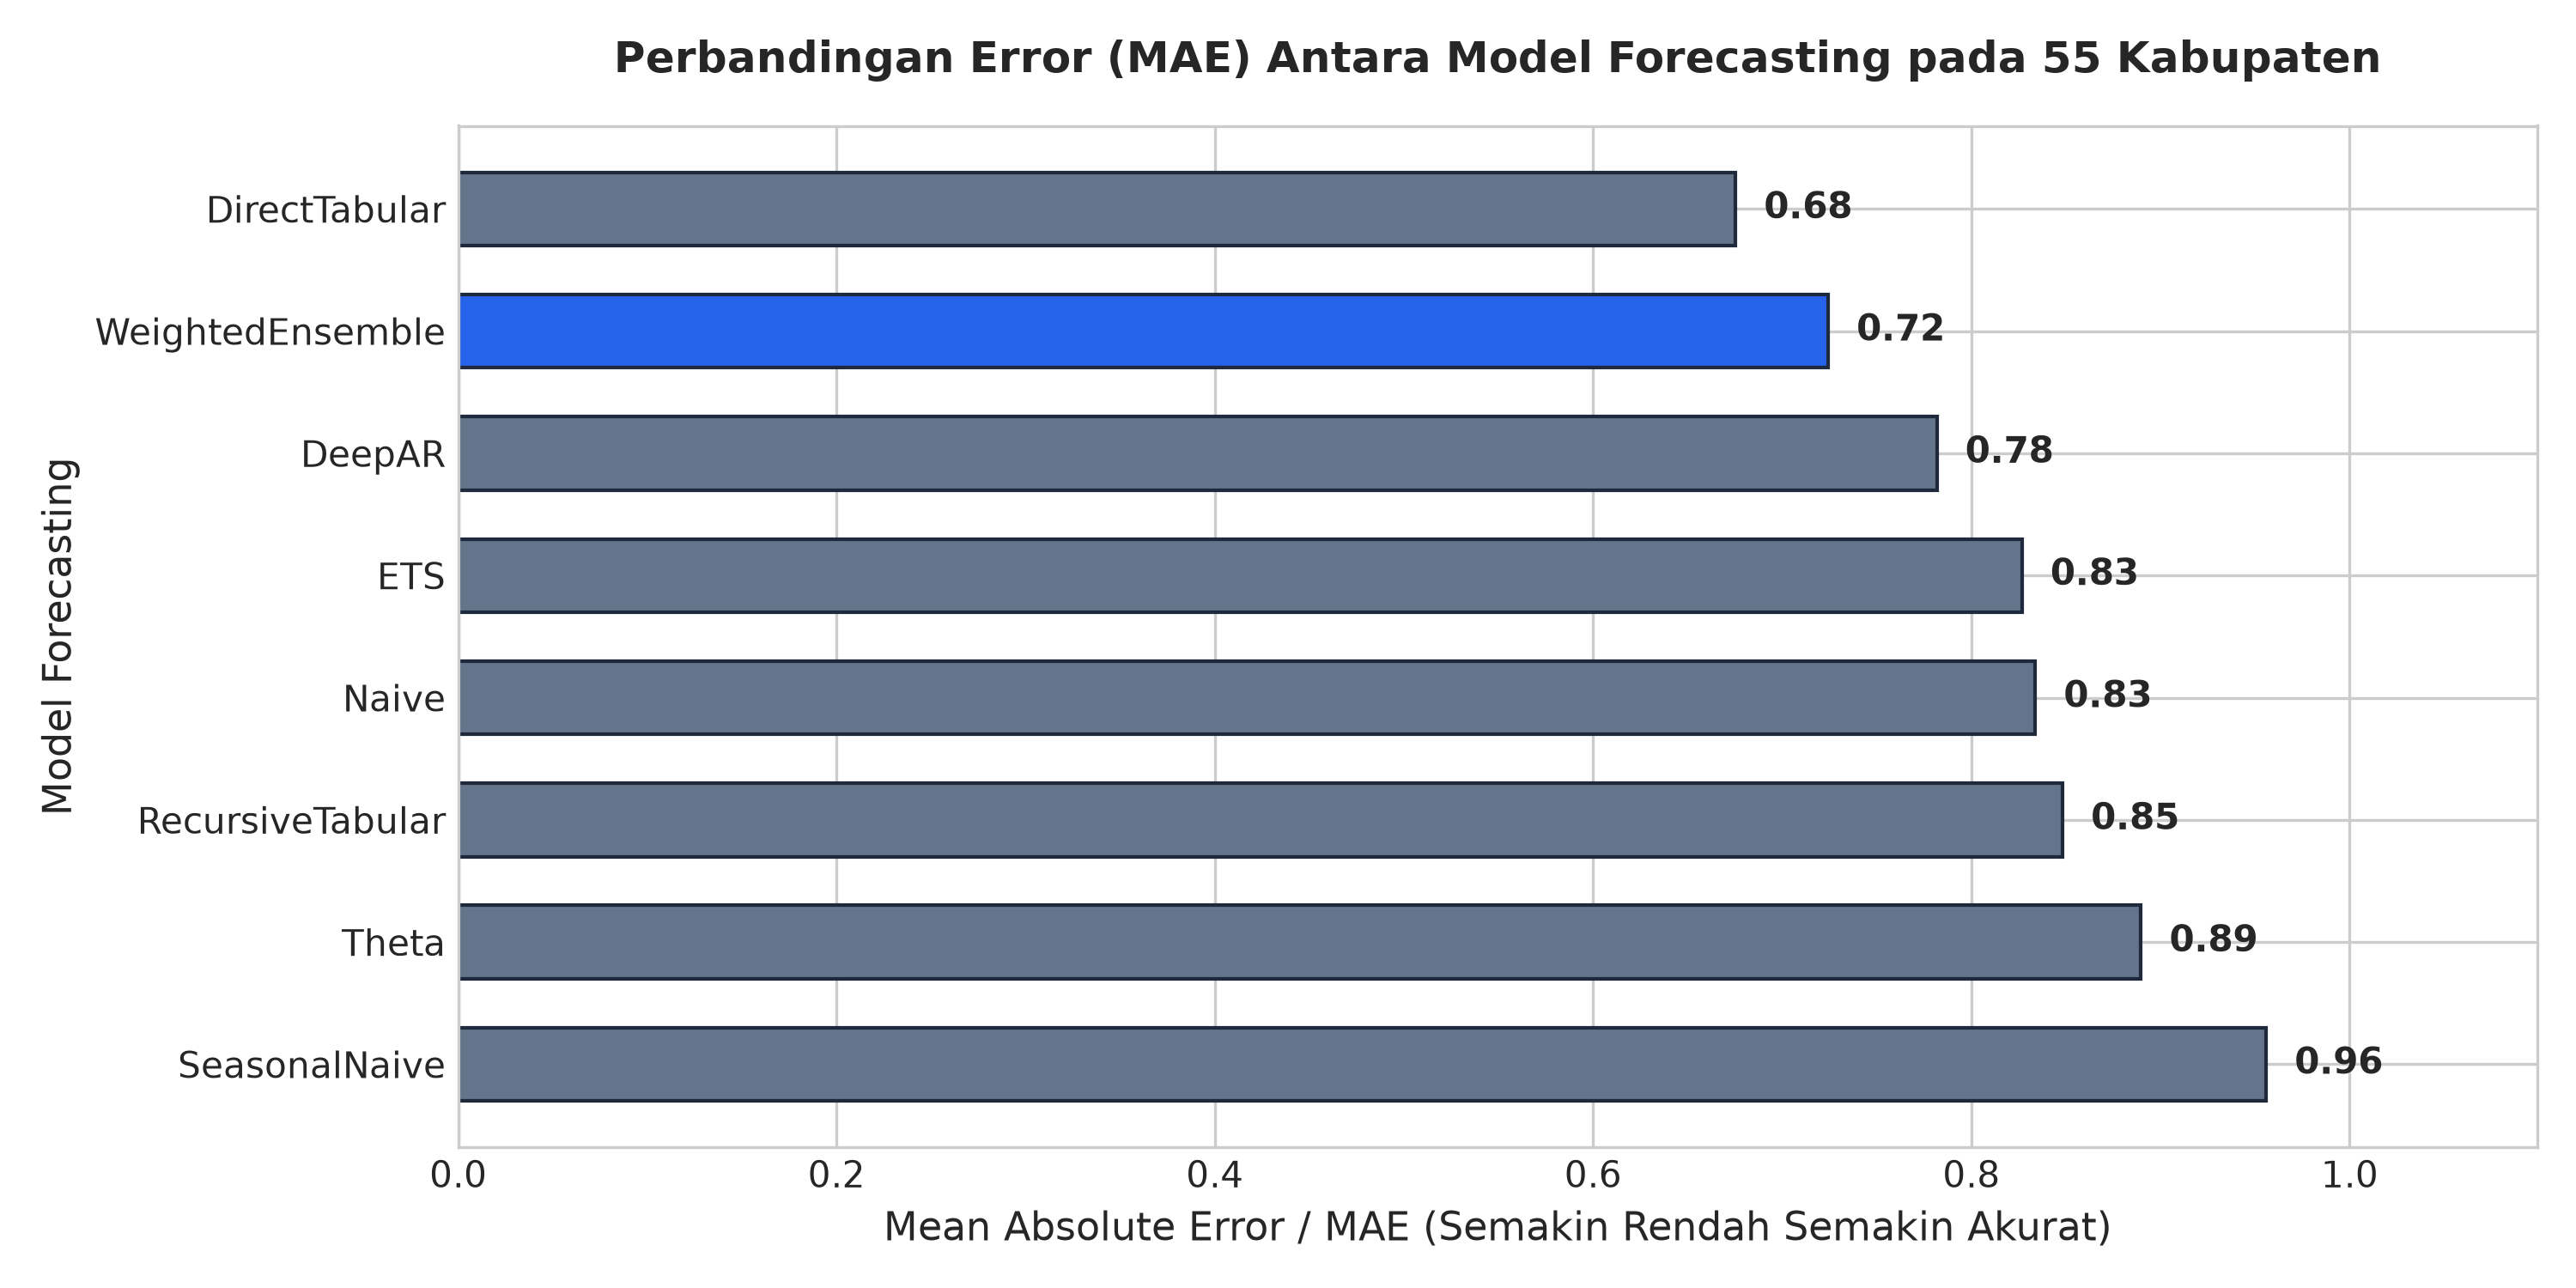 Perbandingan Error (MAE) Antara Model Forecasting pada 55 Kabupaten
Model Forecasting
DirectTabular 0.68
WeightedEnsemble 0.72
DeepAR 0.78
ETS 0.83
Naive 0.83
RecursiveTabular 0.85
Theta 0.89
SeasonalNaive 0.96
0.0 0.2 0.4 0.6 0.8 1.0
Mean Absolute Error / MAE (Semakin Rendah Semakin Akurat)